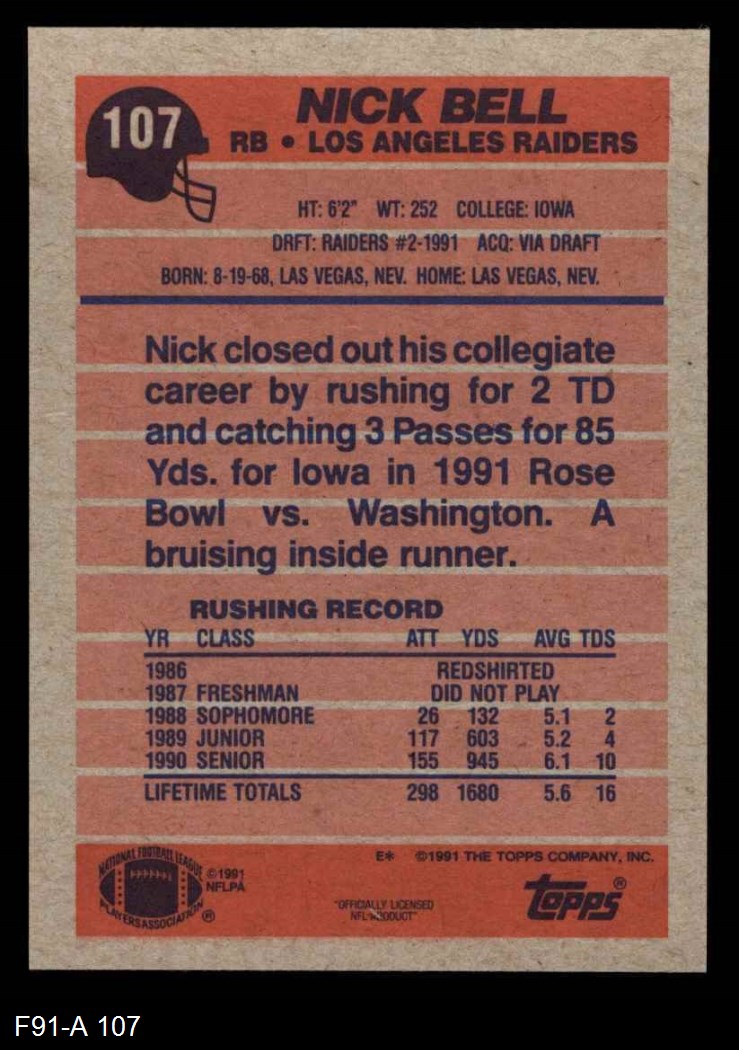 107
NICK BELL
RB • LOS ANGELES RAIDERS
HT: 6'2" WT: 252 COLLEGE: IOWA
DRFT: RAIDERS #2-1991 ACQ: VIA DRAFT
BORN: 8-19-68, LAS VEGAS, NEV. HOME: LAS VEGAS, NEV.
Nick closed out his collegiate
career by rushing for 2 TD
and catching 3 Passes for 85
Yds. for Iowa in 1991 Rose
Bowl vs. Washington. A
bruising inside runner.
RUSHING RECORD
YR CLASS ATT YDS AVG TDS
1986 REDSHIRTED
1987 FRESHMAN DID NOT PLAY
1988 SOPHOMORE 26 132 5.1 2
1989 JUNIOR 117 603 5.2 4
1990 SENIOR 155 945 6.1 10
LIFETIME TOTALS 298 1680 5.6 16
E* ©1991 THE TOPPS COMPANY, INC.
NATIONAL FOOTBALL LEAGUE
PLAYERS ASSOCIATION ®
©1991
NFLPA
"OFFICIALLY LICENSED
NFL PRODUCT"
topps®
F91-A 107